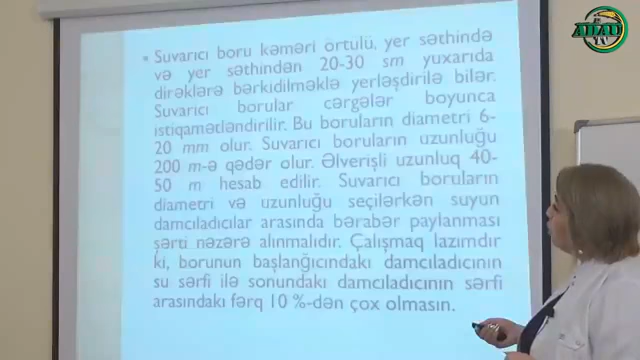 ADAU
TV
Suvarıcı boru kəməri örtülü, yer səthində
və yer səthindən 20-30 sm yuxarıda
dirəklərə bərkidilməklə yerləşdirilə bilər.
Suvarıcı borular cərgələr boyunca
istiqamətləndirilir. Bu boruların diametri 6-
20 mm olur. Suvarıcı boruların uzunluğu
200 m-ə qədər olur. Əlverişli uzunluq 40-
50 m hesab edilir. Suvarıcı boruların
diametri və uzunluğu seçilərkən suyun
damcıladıcılar arasında bərabər paylanması
şərti nəzərə alınmalıdır. Çalışmaq lazımdır
ki, borunun başlanğıcındakı damcıladıcının
su sərfi ilə sonundakı damcıladıcının sərfi
arasındakı fərq 10 %-dən çox olmasın.